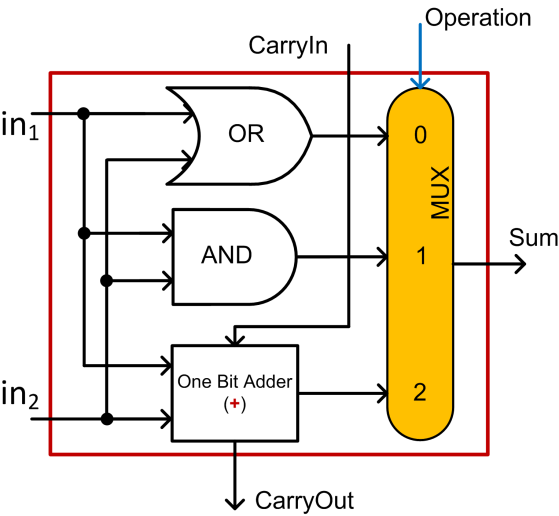 Operation
CarryIn
in₁
OR
0
MUX
AND
1
Sum
One Bit Adder
(+)
2
in₂
CarryOut